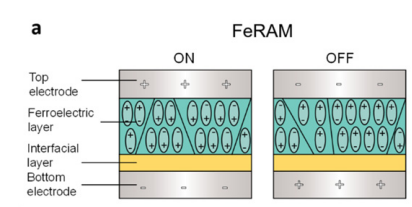 a
FeRAM
ON
OFF
Top
electrode
Ferroelectric
layer
Interfacial
layer
Bottom
electrode